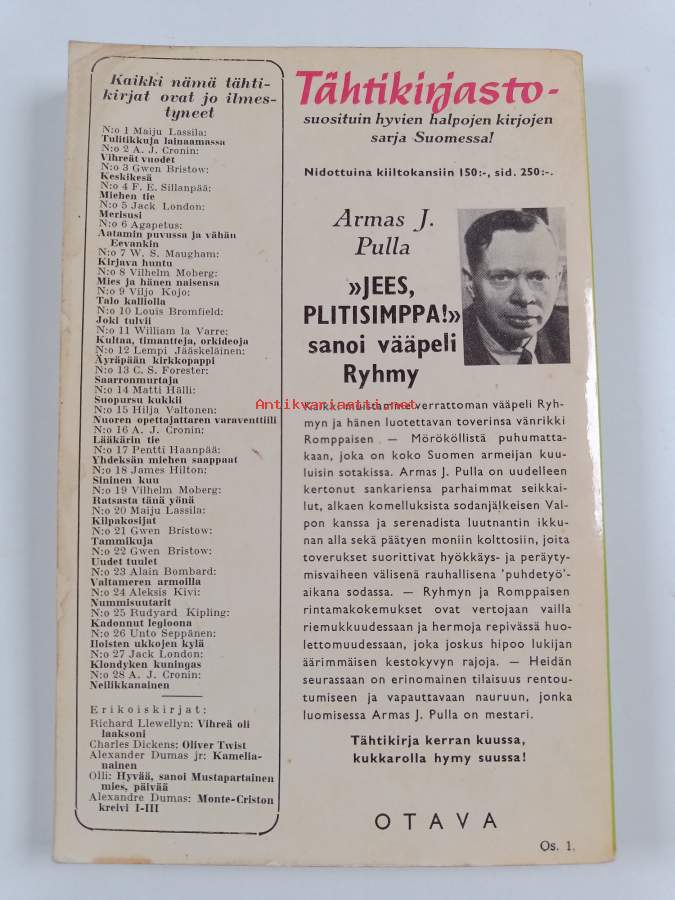 Kaikki nämä tähti-
kirjat ovat jo ilmes-
tyneet
N:o 1 Maiju Lassila:
Tulitikkuja lainaamassa
N:o 2 A. J. Cronin:
Vihreät vuodet
N:o 3 Gwen Bristow:
Keskikesä
N:o 4 F. E. Sillanpää:
Miehen tie
N:o 5 Jack London:
Merisusi
N:o 6 Agapetus:
Aatamin puvussa ja vähän
Eevankin
N:o 7 W. S. Maugham:
Kirjava huntu
N:o 8 Vilhelm Moberg:
Mies ja hänen naisensa
N:o 9 Viljo Kojo:
Talo kalliolla
N:o 10 Louis Bromfield:
Joki tulvii
N:o 11 William la Varre:
Kultaa, timantteja, orkideoja
N:o 12 Lempi Jääskeläinen:
Äyräpään kirkkopappi
N:o 13 C. S. Forester:
Saarronmurtaja
N:o 14 Matti Hälli:
Suopursu kukkii
N:o 15 Hilja Valtonen:
Nuoren opettajattaren varaventtiili
N:o 16 A. J. Cronin:
Lääkärin tie
N:o 17 Pentti Haanpää:
Yhdeksän miehen saappaat
N:o 18 James Hilton:
Sininen kuu
N:o 19 Vilhelm Moberg:
Ratsasta tänä yönä
N:o 20 Maiju Lassila:
Kilpakosijat
N:o 21 Gwen Bristow:
Tammikuja
N:o 22 Gwen Bristow:
Uudet tuulet
N:o 23 Alain Bombard:
Valtameren armoilla
N:o 24 Aleksis Kivi:
Nummisuutarit
N:o 25 Rudyard Kipling:
Kadonnut legioona
N:o 26 Unto Seppänen:
Iloisten ukkojen kylä
N:o 27 Jack London:
Klondyken kuningas
N:o 28 A. J. Cronin:
Neilikkanainen
Erikoiskirjat:
Richard Llewellyn: Vihreä oli
laaksoni
Charles Dickens: Oliver Twist
Alexander Dumas jr: Kamelia-
nainen
Olli: Hyvää, sanoi Mustapartainen
mies, päivää
Alexandre Dumas: Monte-Criston
kreivi I-III
Tähtikirjasto-
suosituin hyvien halpojen kirjojen
sarja Suomessa!
Nidottuina kiiltokansiin 150:-, sid. 250:-.
Armas J.
Pulla
»JEES,
PLITISIMPPA!»
sanoi vääpeli
Ryhmy
Antikvariaatti.net
Kaikki muistamme verrattoman vääpeli Ryh-
myn ja hänen luotettavan toverinsa vänrikki
Romppaisen — Mörököllistä puhumatta-
kaan, joka on koko Suomen armeijan kuu-
luisin sotakissa. Armas J. Pulla on uudelleen
kertonut sankariensa parhaimmat seikkai-
lut, alkaen komelluksista sodanjälkeisen Val-
pon kanssa ja serenadista luutnantin ikku-
nan alla sekä päätyen moniin kolttosiin, joita
toverukset suorittivat hyökkäys- ja peräyty-
misvaiheen välisenä rauhallisena 'puhdetyö'-
aikana sodassa. — Ryhmyn ja Romppaisen
rintamakokemukset ovat vertojaan vailla
riemukkuudessaan ja hermoja repivässä huo-
lettomuudessaan, joka joskus hipoo lukijan
äärimmäisen kestokyvyn rajoja. — Heidän
seurassaan on erinomainen tilaisuus rentou-
tumiseen ja vapauttavaan nauruun, jonka
luomisessa Armas J. Pulla on mestari.
Tähtikirja kerran kuussa,
kukkarolla hymy suussa!
OTAVA
Os. 1.